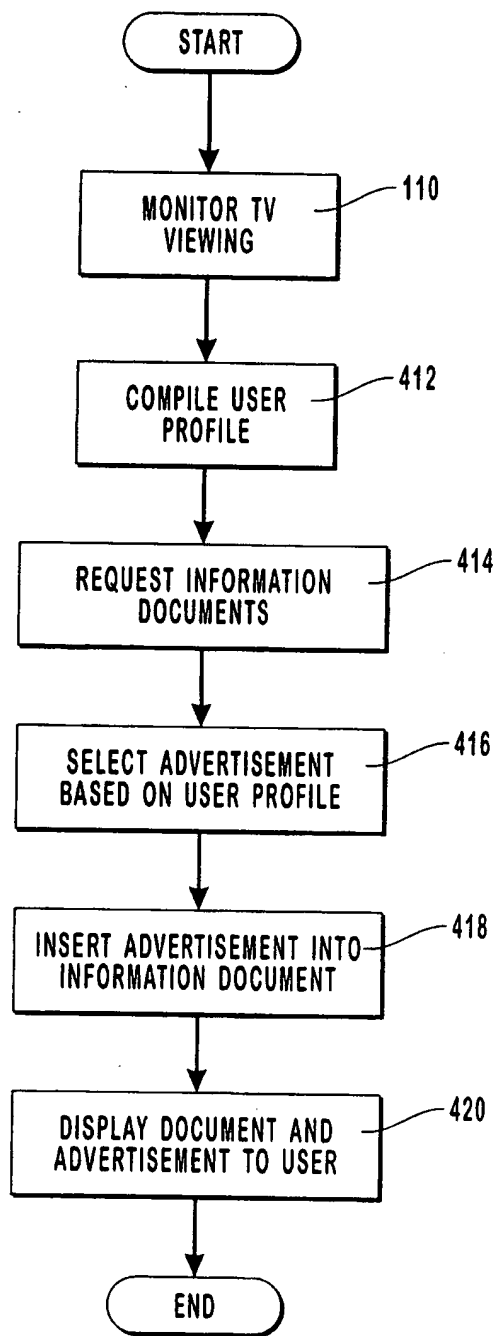 START
MONITOR TV
VIEWING
110
COMPILE USER
PROFILE
412
REQUEST INFORMATION
DOCUMENTS
414
SELECT ADVERTISEMENT
BASED ON USER PROFILE
416
INSERT ADVERTISEMENT INTO
INFORMATION DOCUMENT
418
DISPLAY DOCUMENT AND
ADVERTISEMENT TO USER
420
END